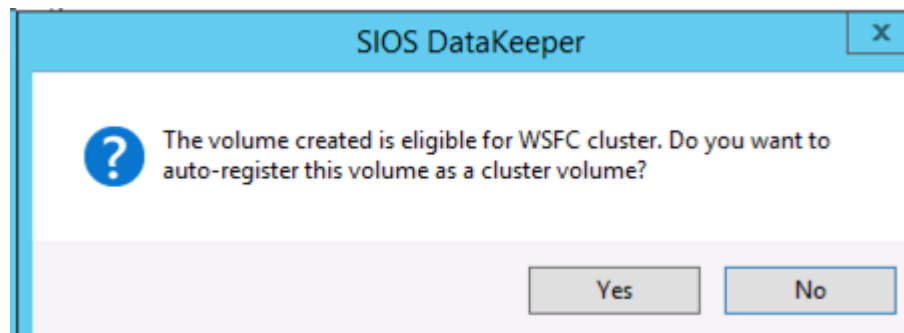 SIOS DataKeeper
x
The volume created is eligible for WSFC cluster. Do you want to
auto-register this volume as a cluster volume?
Yes
No